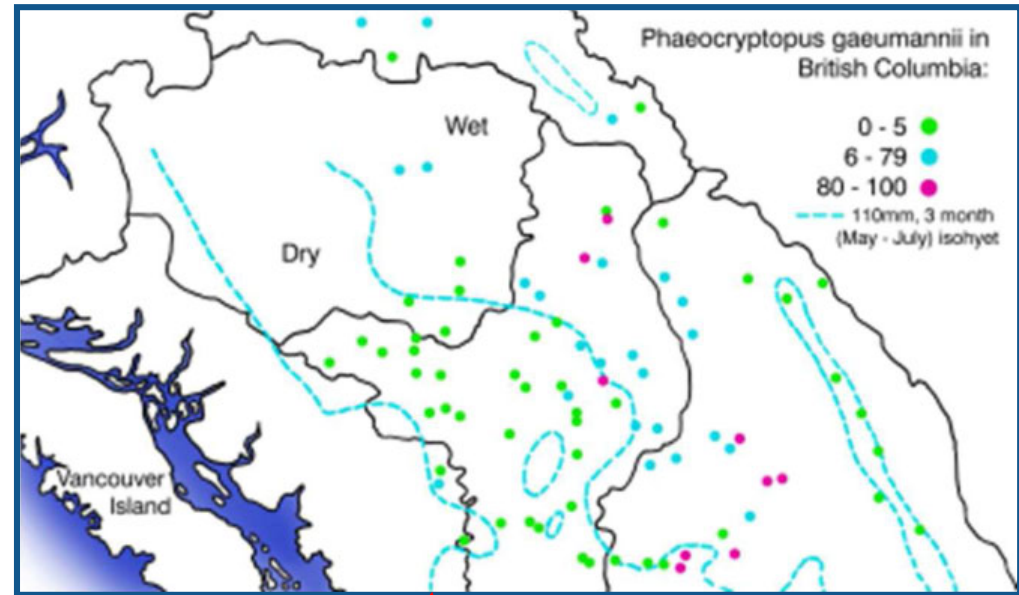 Phaeocryptopus gaeumannii in
British Columbia:
0 - 5
6 - 79
80 - 100
110mm, 3 month
(May - July) isohyet
Wet
Dry
Vancouver
Island